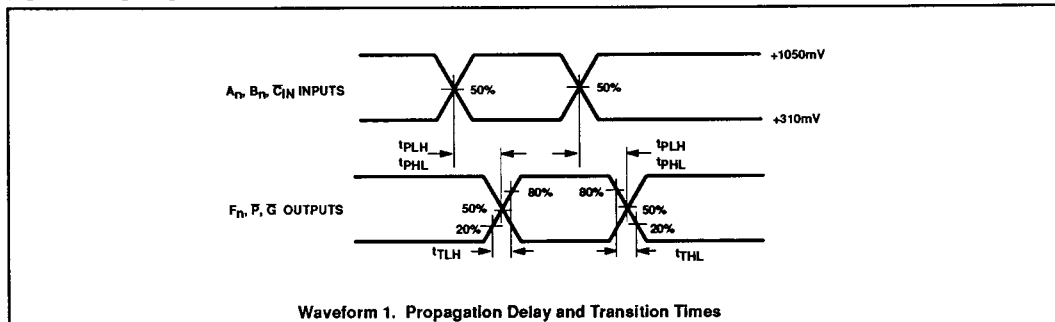 +1050mV
An, Bn, C̅IN INPUTS
50%
50%
+310mV
tPLH
tPHL
tPLH
tPHL
80%
80%
Fn, P̅, G̅ OUTPUTS
50%
50%
20%
20%
tTLH
tTHL
Waveform 1. Propagation Delay and Transition Times